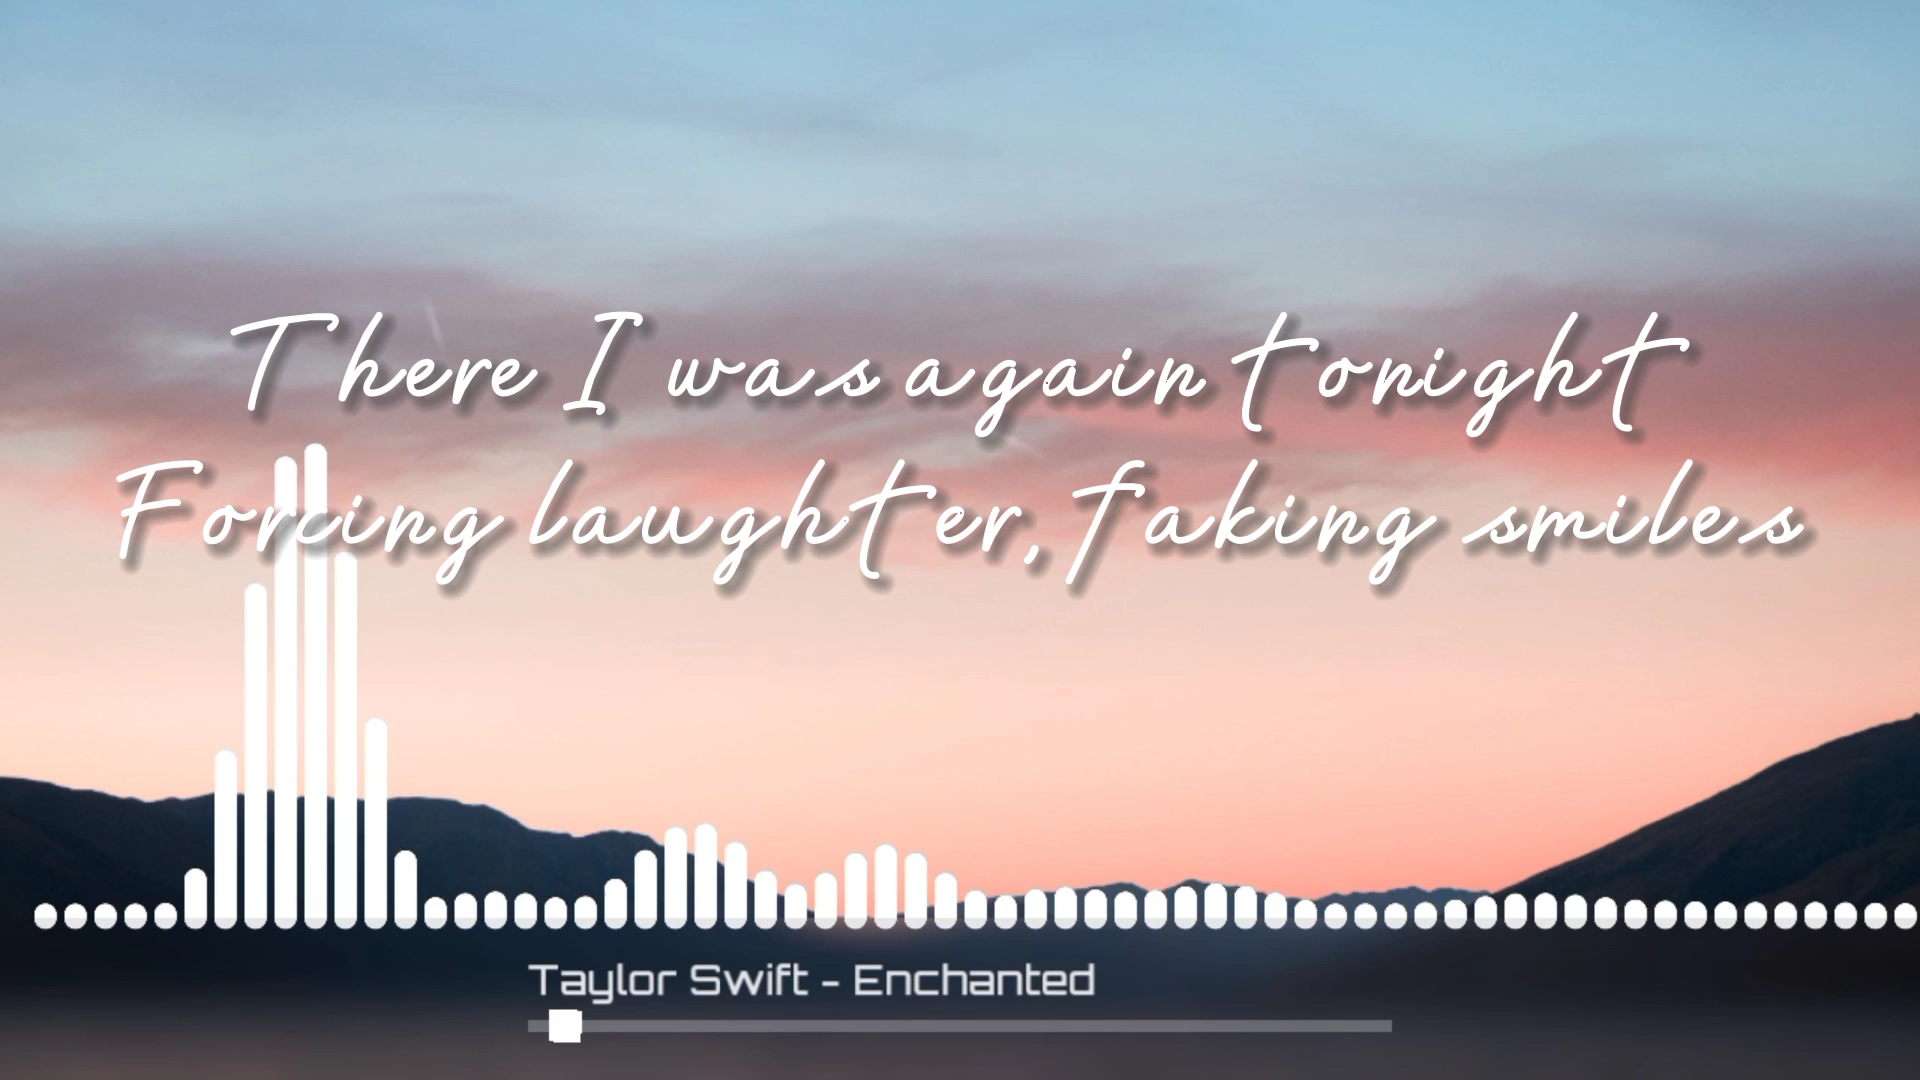 There I was again tonight
Forcing laughter, faking smiles
Taylor Swift - Enchanted